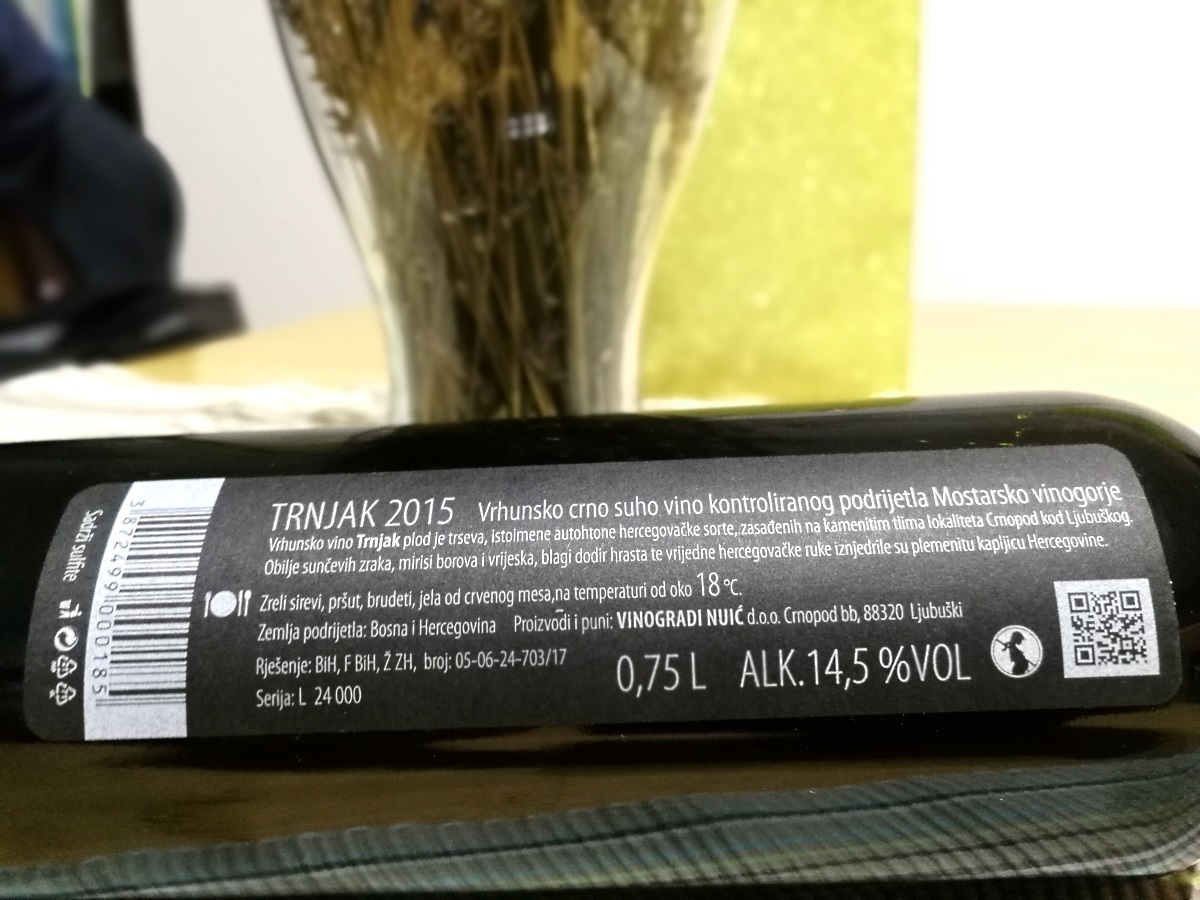 TRNJAK 2015 Vrhunsko crno suho vino kontroliranog podrijetla Mostarsko vinogorje
Vrhunsko vino Trnjak plod je trseva, istoimene autohtone hercegovačke sorte, zasađenih na kamenitim tlima lokaliteta Crnopod kod Ljubuškog.
Obilje sunčevih zraka, mirisi borova i vrijeska, blagi dodir hrasta te vrijedne hercegovačke ruke iznjedrile su plemenitu kapljicu Hercegovine.
Zreli sirevi, pršut, brudeti, jela od crvenog mesa,na temperaturi od oko 18 °C.
Zemlja podrijetla: Bosna i Hercegovina Proizvodi i puni: VINOGRADI NUIĆ d.o.o. Crnopod bb, 88320 Ljubuški
Rješenje: BiH, F BiH, Ž ZH, broj: 05-06-24-703/17
0,75 L ALK.14,5 %VOL
Serija: L 24 000
Sadrži sulfite
3872249900185